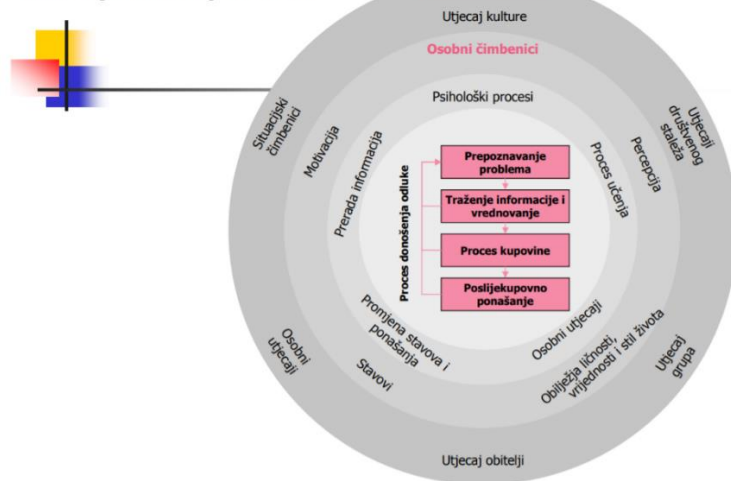 Utjecaj kulture
Osobni čimbenici
Psihološki procesi
Situacijski
čimbenici
Motivacija
Prerada informacija
Proces učenja
Percepcija
Utjecaji
društvenog
staleža
Proces donošenja odluke
Prepoznavanje
problema
Traženje informacije i
vrednovanje
Proces kupovine
Poslijekupovno
ponašanje
Promjena stavova i
ponašanja
Osobni utjecaji
Stavovi
Obilježja ličnosti,
vrijednosti i stil života
Osobni
utjecaji
Utjecaj
grupa
Utjecaj obitelji